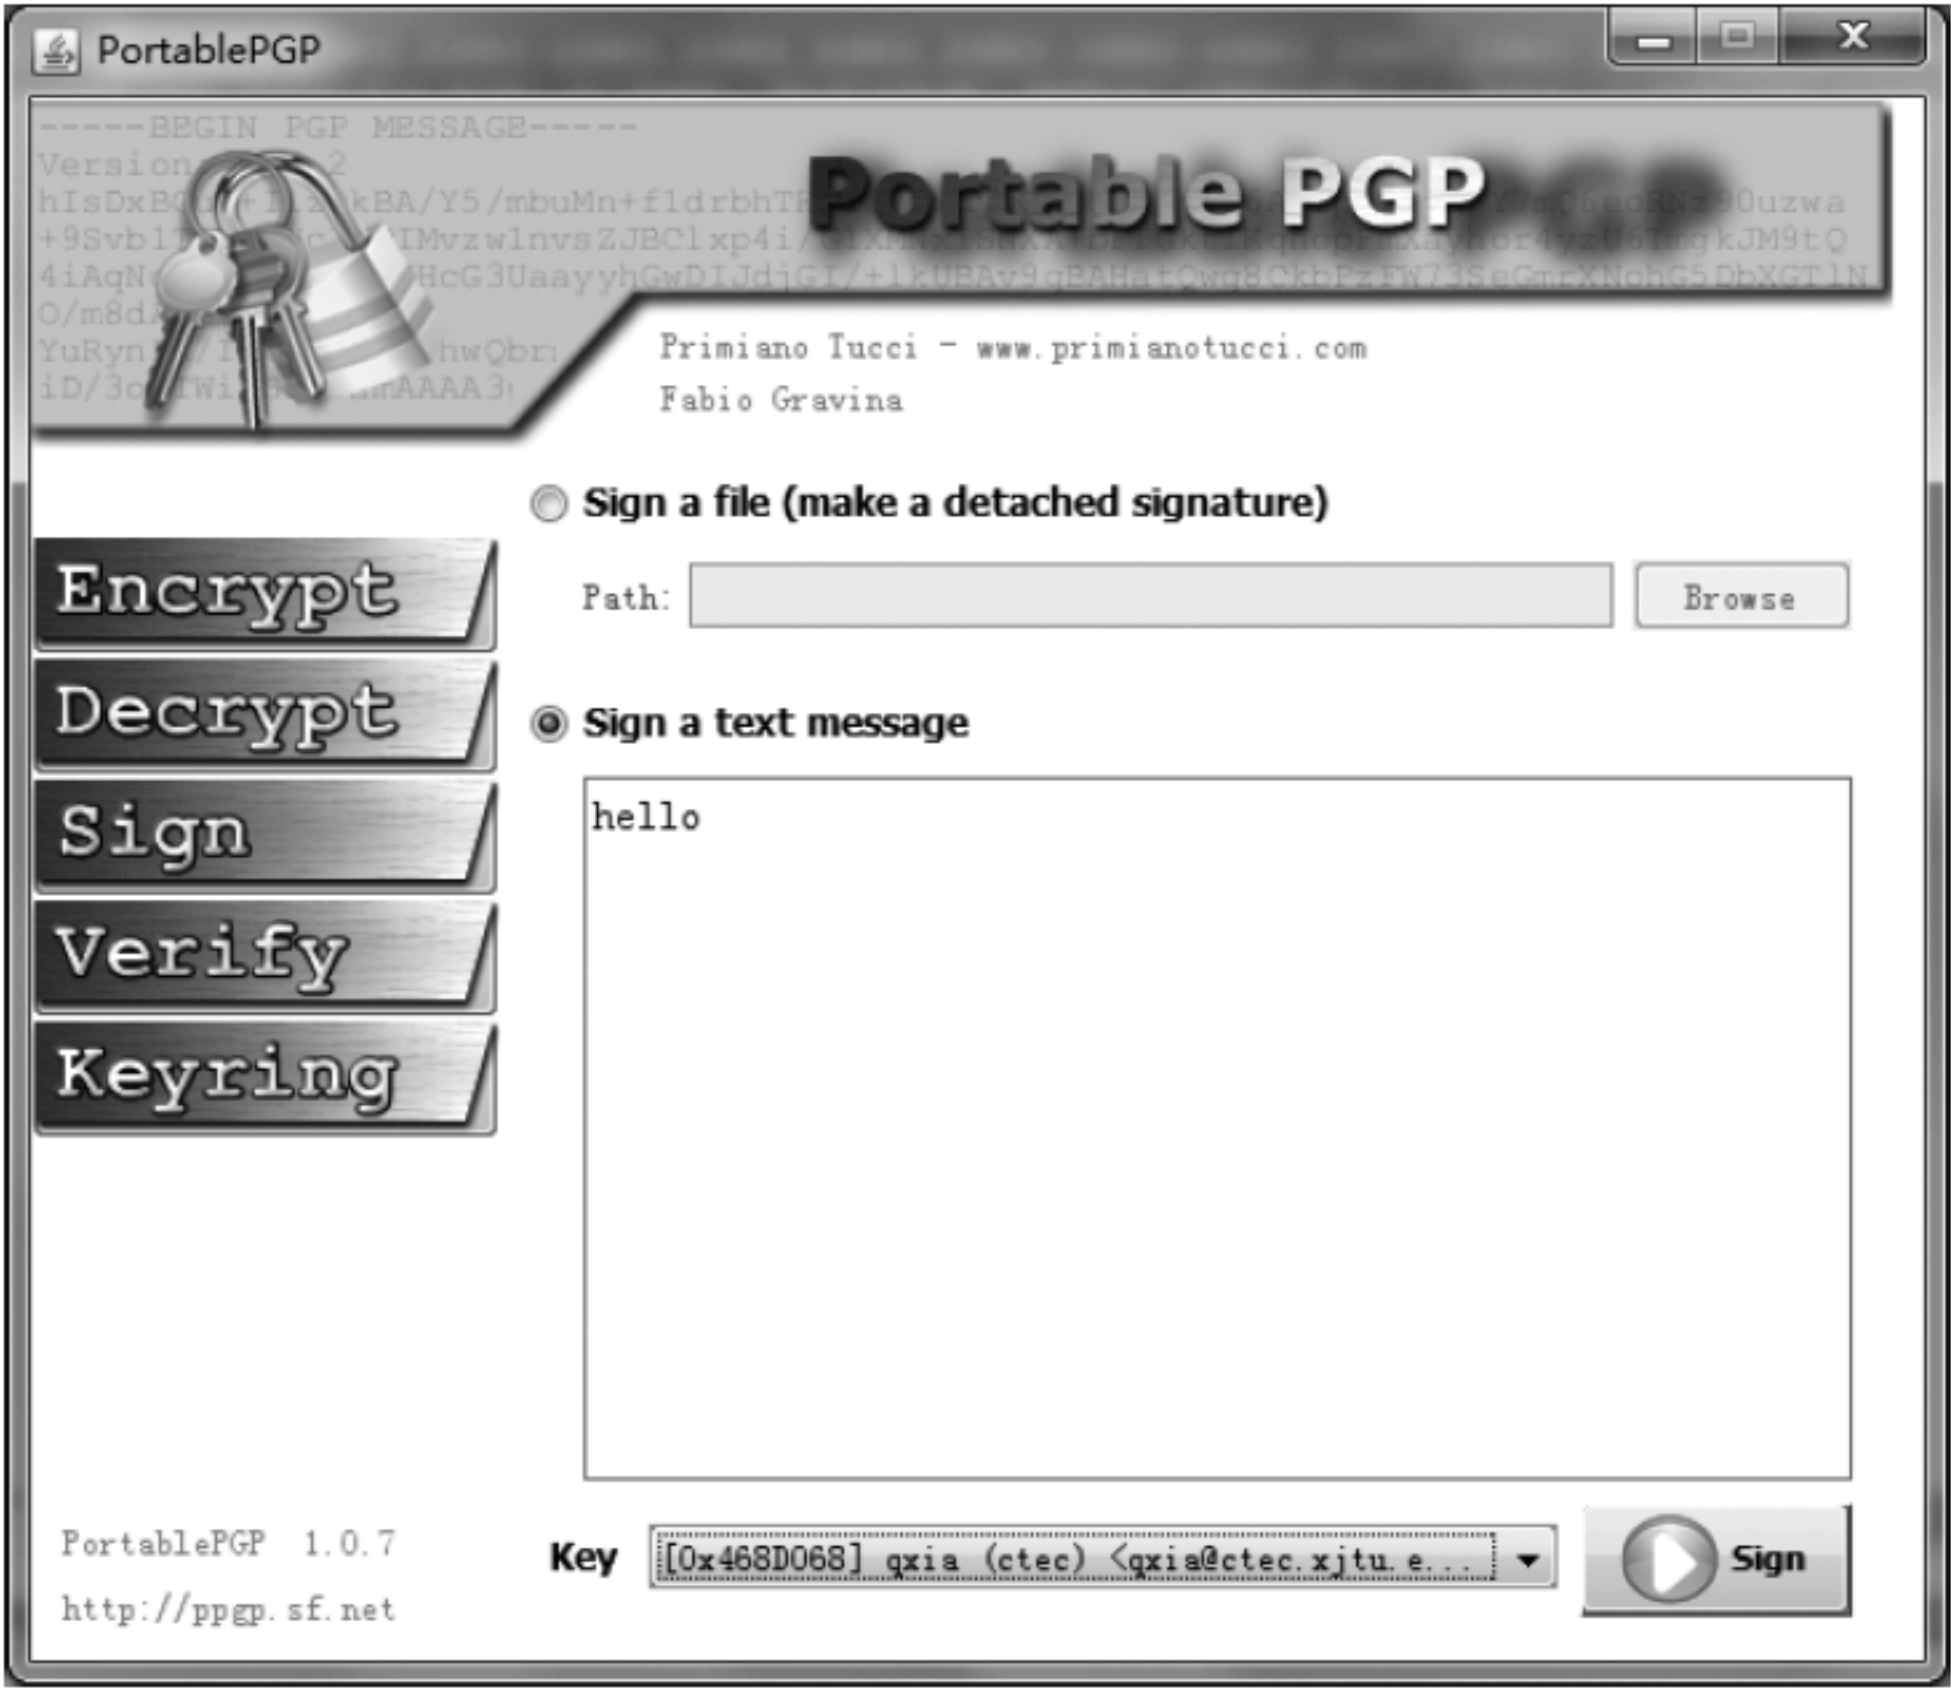 PortablePGP
-----BEGIN PGP MESSAGE-----
Version 2
Portable PGP
Primiano Tucci - www.primianotucci.com
Fabio Gravina
Sign a file (make a detached signature)
Path:
Browse
Sign a text message
hello
Encrypt
Decrypt
Sign
Verify
Keyring
Key
[0x468D068] qxia (ctec) <qxia@ctec.xjtu.e...
Sign
PortablePGP 1.0.7
http://ppgp.sf.net